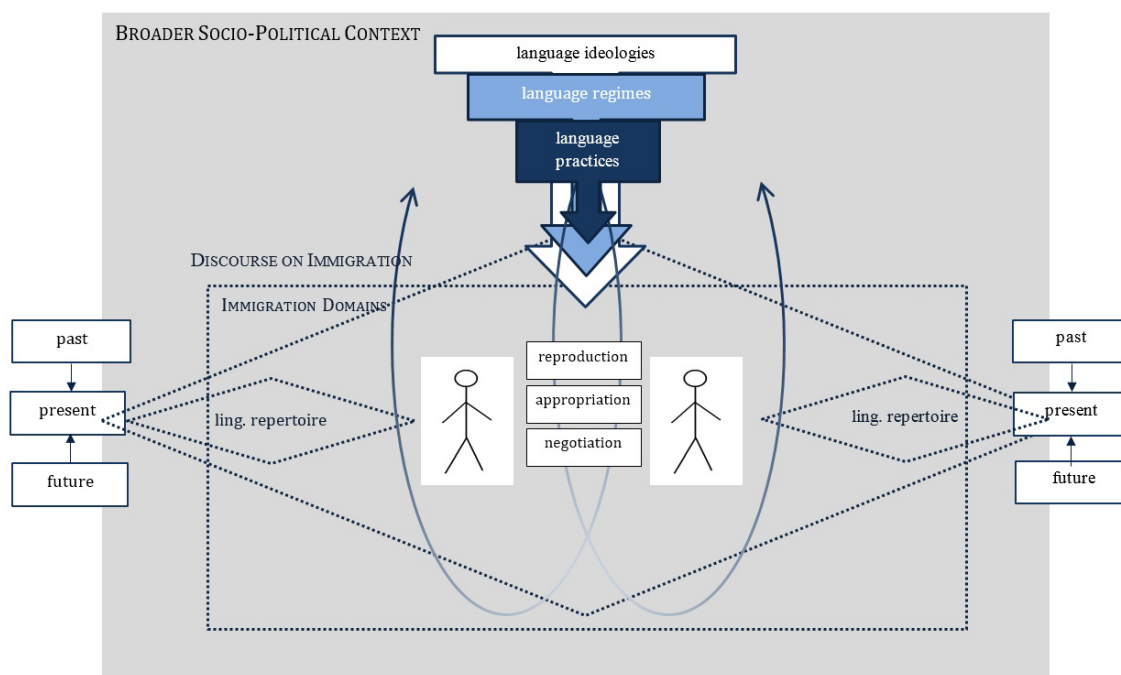 BROADER SOCIO-POLITICAL CONTEXT
language ideologies
language regimes
language
practices
DISCOURSE ON IMMIGRATION
IMMIGRATION DOMAINS
past
present
future
ling. repertoire
reproduction
appropriation
negotiation
ling. repertoire
past
present
future